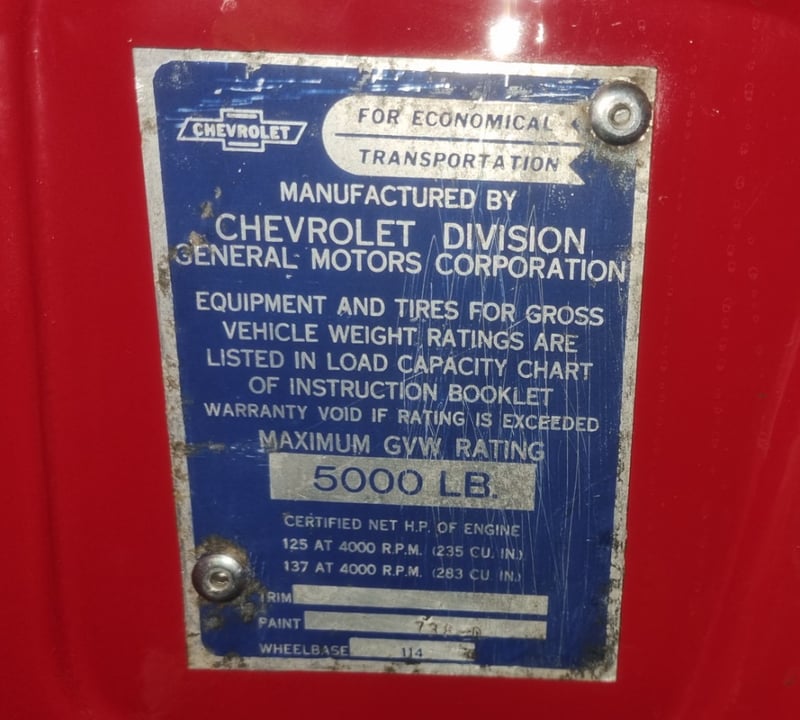 CHEVROLET
FOR ECONOMICAL
TRANSPORTATION
MANUFACTURED BY
CHEVROLET DIVISION
GENERAL MOTORS CORPORATION
EQUIPMENT AND TIRES FOR GROSS
VEHICLE WEIGHT RATINGS ARE
LISTED IN LOAD CAPACITY CHART
OF INSTRUCTION BOOKLET
WARRANTY VOID IF RATING IS EXCEEDED
MAXIMUM GVW RATING
5000 LB.
CERTIFIED NET H.P. OF ENGINE
125 AT 4000 R.P.M. (235 CU. IN.)
137 AT 4000 R.P.M. (283 CU. IN.)
TRIM
PAINT
WHEELBASE 114